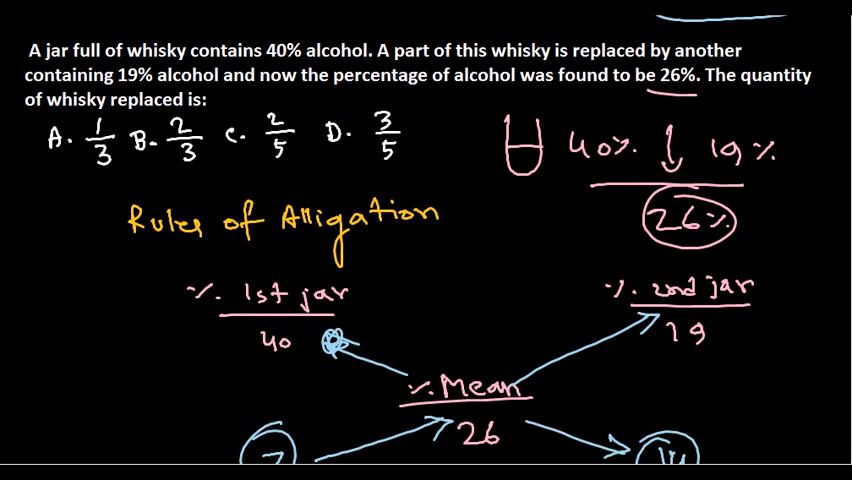 A jar full of whisky contains 40% alcohol. A part of this whisky is replaced by another
containing 19% alcohol and now the percentage of alcohol was found to be 26%. The quantity
of whisky replaced is:
A. 1/3 B. 2/3 C. 2/5 D. 3/5
40% 19%
26%
Rules of Alligation
% 1st jar % 2nd jar
40 19
% Mean
26
7 14